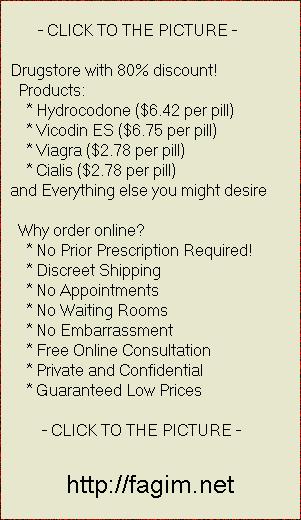 - CLICK TO THE PICTURE -
Drugstore with 80% discount!
Products:
* Hydrocodone ($6.42 per pill)
* Vicodin ES ($6.75 per pill)
* Viagra ($2.78 per pill)
* Cialis ($2.78 per pill)
and Everything else you might desire
Why order online?
* No Prior Prescription Required!
* Discreet Shipping
* No Appointments
* No Waiting Rooms
* No Embarrassment
* Free Online Consultation
* Private and Confidential
* Guaranteed Low Prices
- CLICK TO THE PICTURE -
http://fagim.net